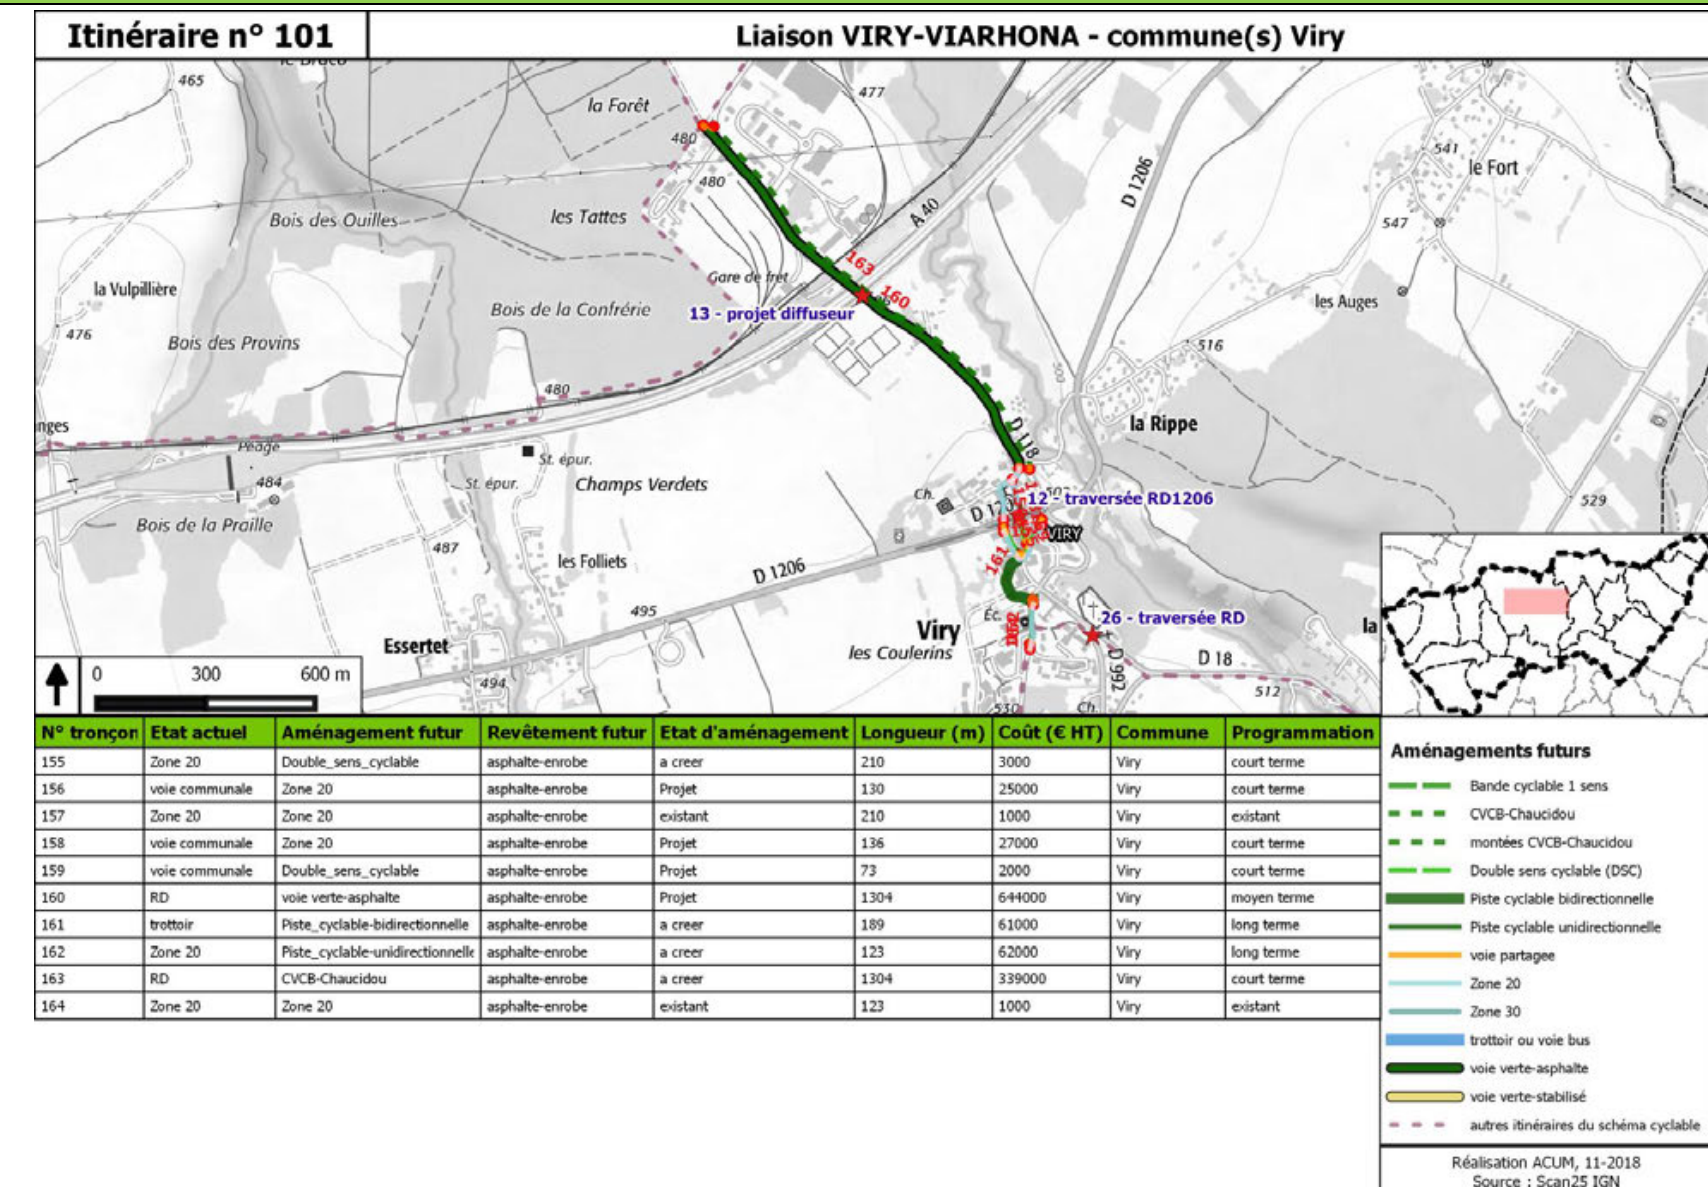 Itinéraire n° 101
Liaison VIRY-VIARHONA - commune(s) Viry
465
la Forêt
477
480
480
Bois des Ouilles
les Tattes
A 40
D 1206
541
le Fort
547
163
la Vulpillière
Gare de fret
160
les Auges
Bois de la Confrérie
13 - projet diffuseur
476
Bois des Provins
516
480
D 118
la Rippe
Péage
St. épur.
484
St. épur.
Champs Verdets
Ch.
12 - traversée RD1206
529
Bois de la Praille
VIRY
487
les Folliets
161
D 1206
495
Éc.
26 - traversée RD
Essertet
Viry
la
les Coulerins
D 18
D 992
494
512
530
Ch.
0 300 600 m
N° tronçon Etat actuel Aménagement futur Revêtement futur Etat d'aménagement Longueur (m) Coût (€ HT) Commune Programmation
155 Zone 20 Double_sens_cyclable asphalte-enrobe a creer 210 3000 Viry court terme
156 voie communale Zone 20 asphalte-enrobe Projet 130 25000 Viry court terme
157 Zone 20 Zone 20 asphalte-enrobe existant 210 1000 Viry existant
158 voie communale Zone 20 asphalte-enrobe Projet 136 27000 Viry court terme
159 voie communale Double_sens_cyclable asphalte-enrobe Projet 73 2000 Viry court terme
160 RD voie verte-asphalte asphalte-enrobe Projet 1304 644000 Viry moyen terme
161 trottoir Piste_cyclable-bidirectionnelle asphalte-enrobe a creer 189 61000 Viry long terme
162 Zone 20 Piste_cyclable-unidirectionnelle asphalte-enrobe a creer 123 62000 Viry long terme
163 RD CVCB-Chaucidou asphalte-enrobe a creer 1304 339000 Viry court terme
164 Zone 20 Zone 20 asphalte-enrobe existant 123 1000 Viry existant
Aménagements futurs
Bande cyclable 1 sens
CVCB-Chaucidou
montées CVCB-Chaucidou
Double sens cyclable (DSC)
Piste cyclable bidirectionnelle
Piste cyclable unidirectionnelle
voie partagee
Zone 20
Zone 30
trottoir ou voie bus
voie verte-asphalte
voie verte-stabilisé
autres itinéraires du schéma cyclable
Réalisation ACUM, 11-2018
Source : Scan25 IGN